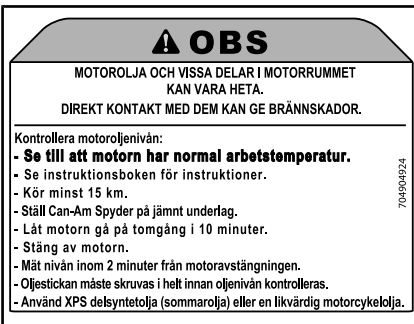 OBS
MOTOROLJA OCH VISSA DELAR I MOTORRUMMET
KAN VARA HETA.
DIREKT KONTAKT MED DEM KAN GE BRÄNNSKADOR.
Kontrollera motoroljenivån:
- Se till att motorn har normal arbetstemperatur.
- Se instruktionsboken för instruktioner.
- Kör minst 15 km.
- Ställ Can-Am Spyder på jämnt underlag.
- Låt motorn gå på tomgång i 10 minuter.
- Stäng av motorn.
- Mät nivån inom 2 minuter från motoravstängningen.
- Oljestickan måste skruvas i helt innan oljenivån kontrolleras.
- Använd XPS delsyntetolja (sommarolja) eller en likvärdig motorcykelolja.
704904924